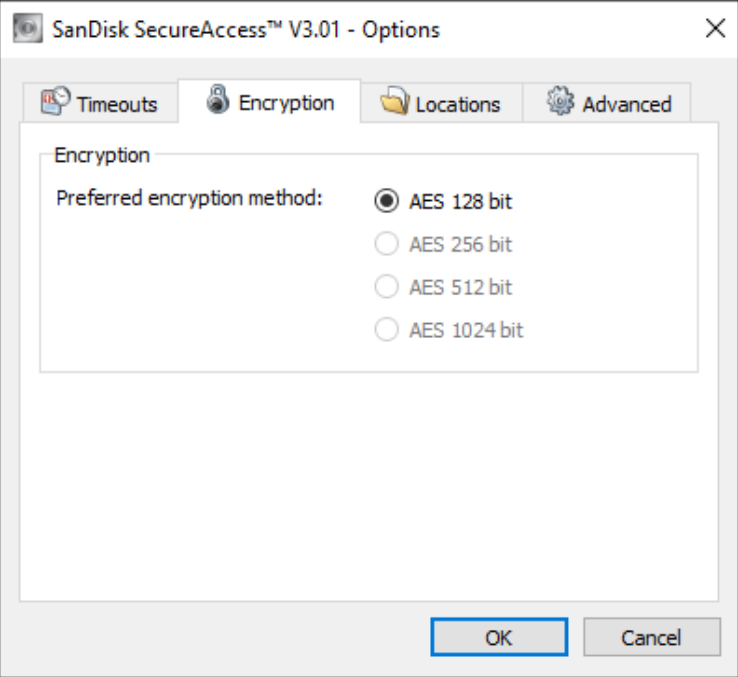 SanDisk SecureAccess™ V3.01 - Options
Timeouts Encryption Locations Advanced
Encryption
Preferred encryption method: AES 128 bit
AES 256 bit
AES 512 bit
AES 1024 bit
OK Cancel